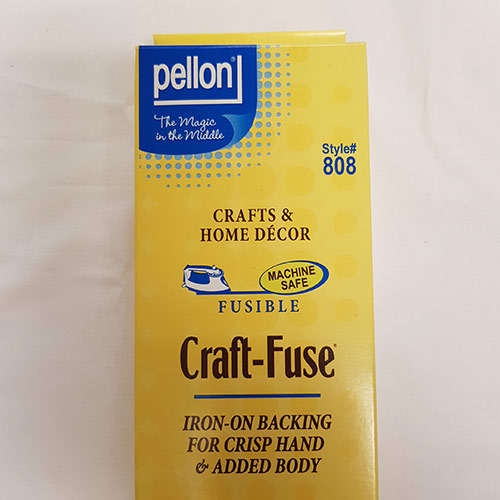 pellon®
The Magic
in the Middle
Style#
808
CRAFTS &
HOME DÉCOR
MACHINE
SAFE
FUSIBLE
Craft-Fuse®
IRON-ON BACKING
FOR CRISP HAND
& ADDED BODY